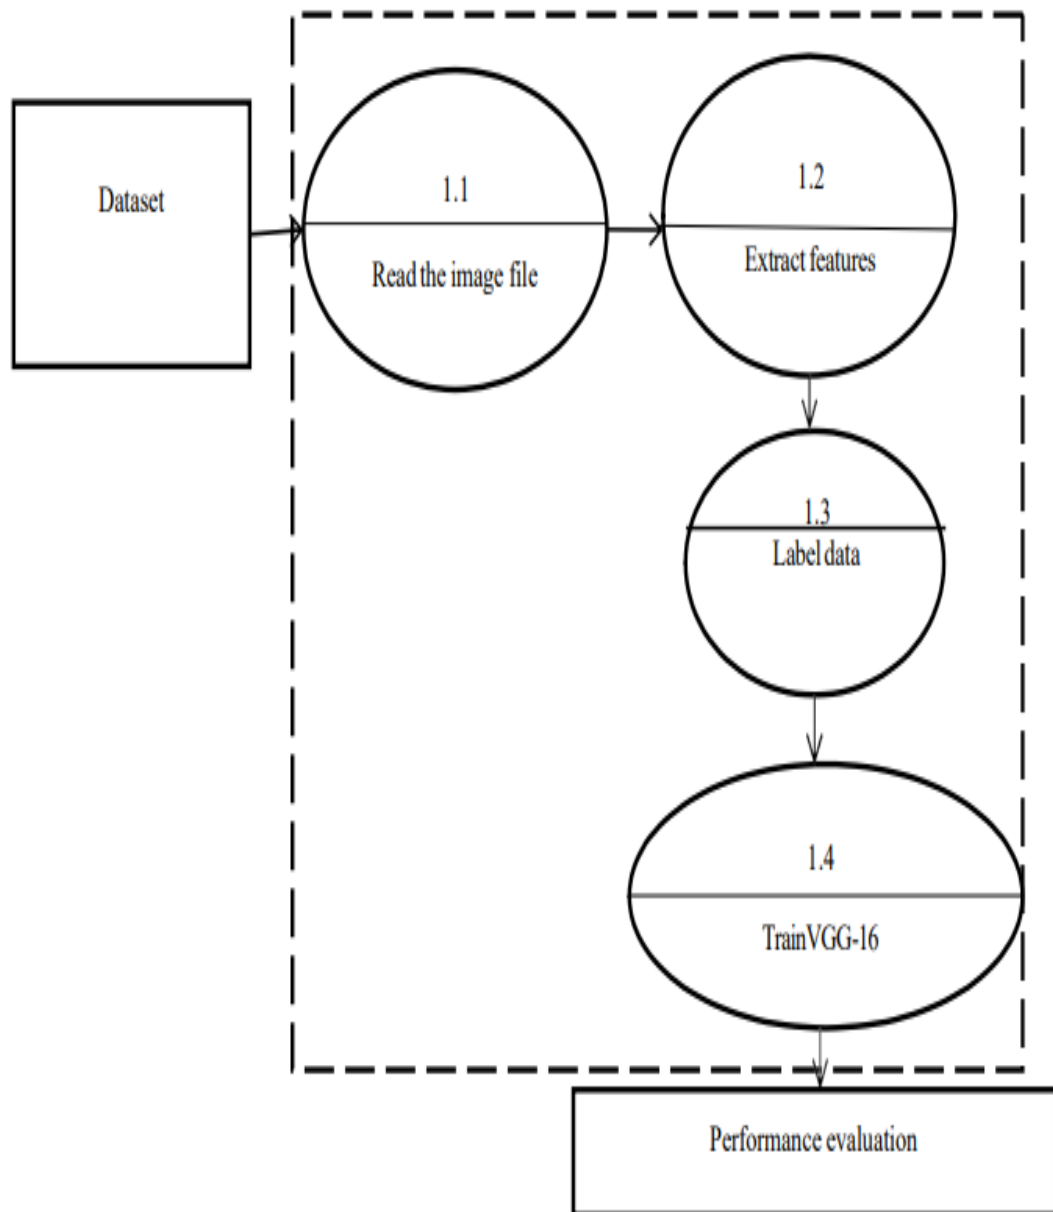 Dataset
1.1
Read the image file
1.2
Extract features
1.3
Label data
1.4
TrainVGG-16
Performance evaluation